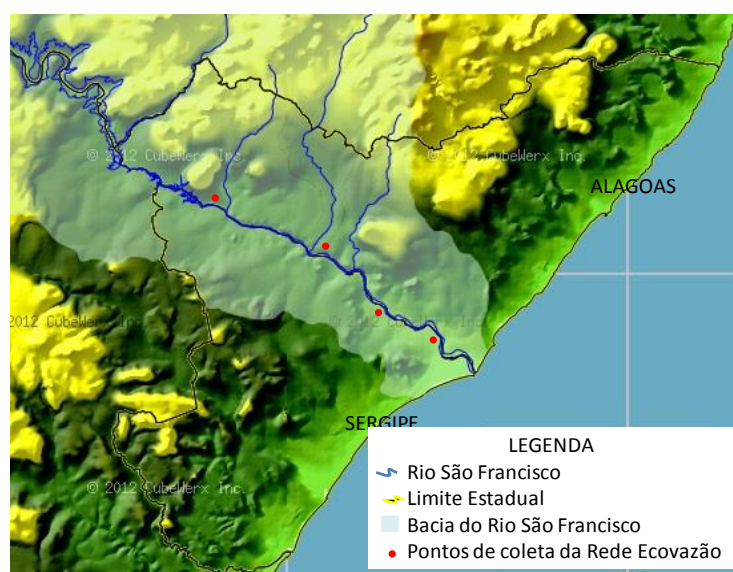 © 2012 CubeWerx Inc.
© 2012 CubeWerx Inc.
ALAGOAS
2012 CubeWerx Inc.
© 2012 CubeWerx Inc.
SERGIPE
LEGENDA
Rio São Francisco
Limite Estadual
© 2012 CubeWerx Inc.
Bacia do Rio São Francisco
Pontos de coleta da Rede Ecovazão